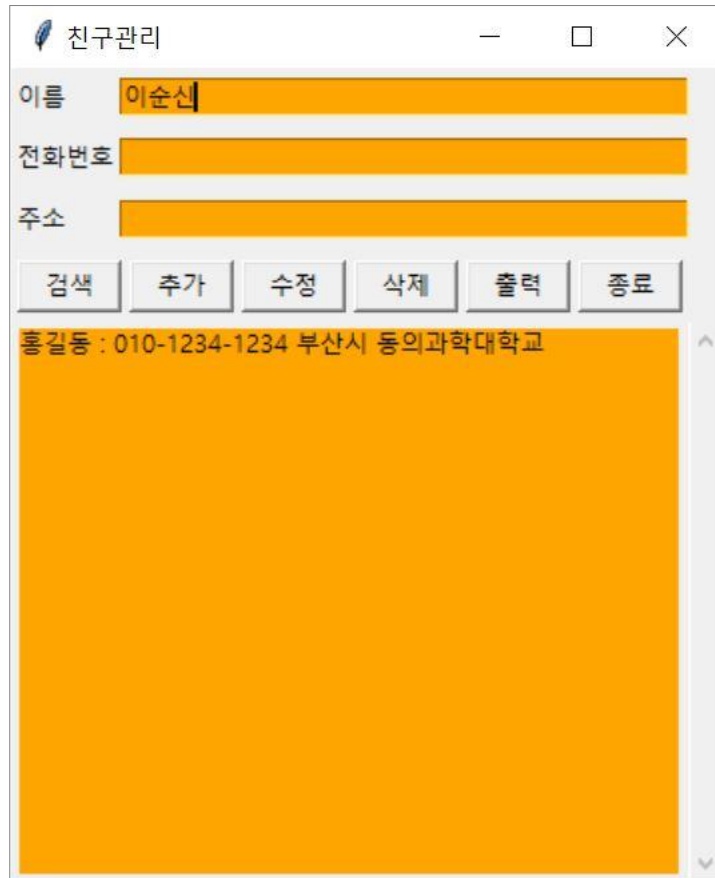 친구관리
이름 이순신
전화번호
주소
검색 추가 수정 삭제 출력 종료
홍길동 : 010-1234-1234 부산시 동의과학대학교